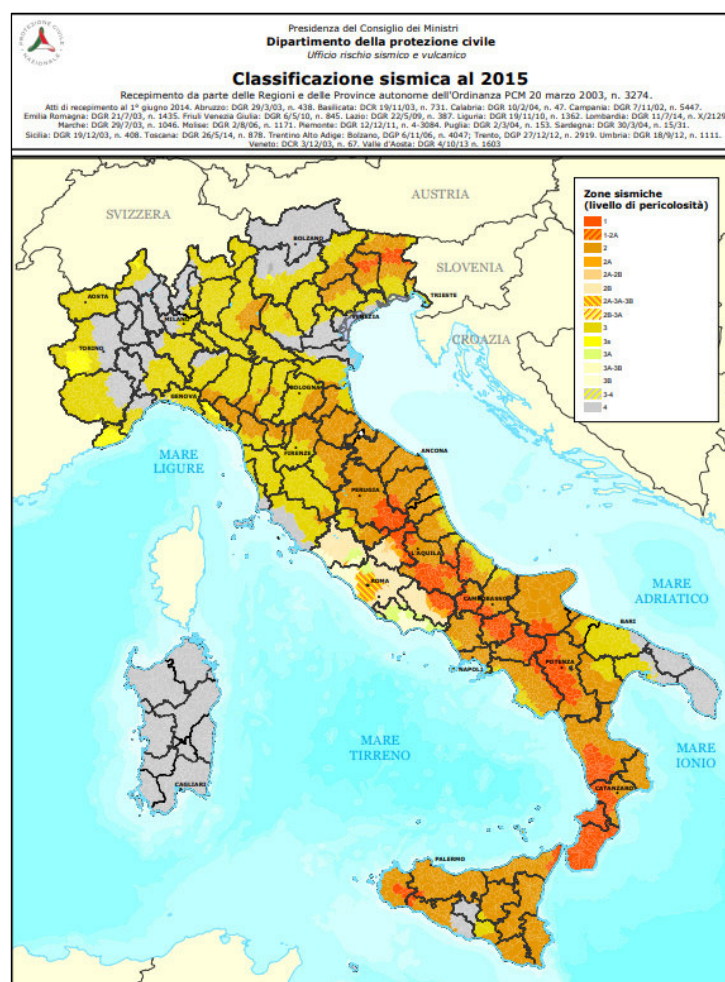 PROTEZIONE CIVILE
NAZIONALE
Presidenza del Consiglio dei Ministri
Dipartimento della protezione civile
Ufficio rischio sismico e vulcanico
Classificazione sismica al 2015
Recepimento da parte delle Regioni e delle Province autonome dell'Ordinanza PCM 20 marzo 2003, n. 3274.
Atti di recepimento al 1° giugno 2014. Abruzzo: DGR 29/3/03, n. 438. Basilicata: DCR 19/11/03, n. 731. Calabria: DGR 10/2/04, n. 47. Campania: DGR 7/11/02, n. 5447.
Emilia Romagna: DGR 21/7/03, n. 1435. Friuli Venezia Giulia: DGR 6/5/10, n. 845. Lazio: DGR 22/5/09, n. 387. Liguria: DGR 19/11/10, n. 1362. Lombardia: DGR 11/7/14, n. X/2129
Marche: DGR 29/7/03, n. 1046. Molise: DGR 2/8/06, n. 1171. Piemonte: DGR 12/12/11, n. 4-3084. Puglia: DGR 2/3/04, n. 153. Sardegna: DGR 30/3/04, n. 15/31.
Sicilia: DGR 19/12/03, n. 408. Toscana: DGR 26/5/14, n. 878. Trentino Alto Adige: Bolzano, DGP 6/11/06, n. 4047; Trento, DGP 27/12/12, n. 2919. Umbria: DGR 18/9/12, n. 1111.
Veneto: DCR 3/12/03, n. 67. Valle d'Aosta: DGR 4/10/13 n. 1603
Zone sismiche
(livello di pericolosità)
1
1-2A
2
2A
2A-2B
2B
2A-3A-3B
2B-3A
3
3s
3A
3A-3B
3B
3-4
4
AUSTRIA
SVIZZERA
BOLZANO
SLOVENIA
AOSTA
TRIESTE
MILANO
VENEZIA
CROAZIA
TORINO
BOLOGNA
GENOVA
FIRENZE
ANCONA
MARE
LIGURE
PERUGIA
L'AQUILA
ROMA
MARE
ADRIATICO
CAMPOBASSO
BARI
NAPOLI
POTENZA
MARE
TIRRENO
MARE
IONIO
CAGLIARI
CATANZARO
PALERMO